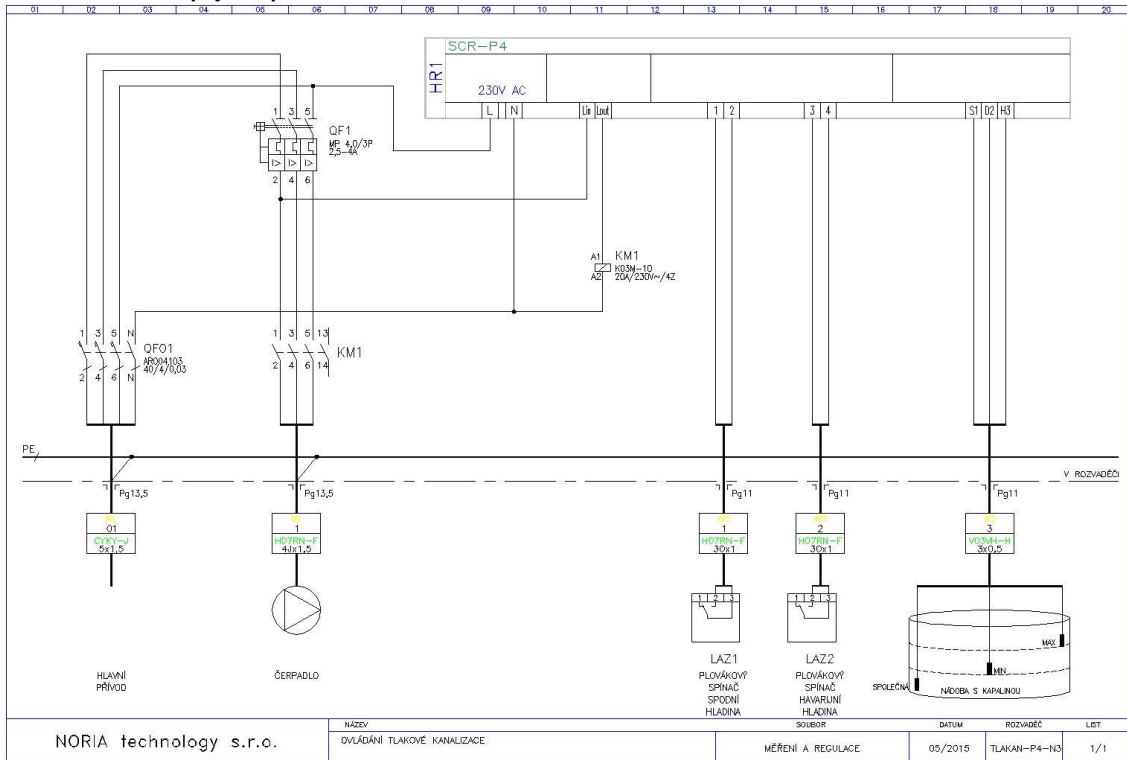 01 02 03 04 05 06 07 08 09 10 11 12 13 14 15 16 17 18 19 20
SCR-P4
HR1
230V AC
L N Lin Lout 1 2 3 4 S1 D2 H3
1 3 5
QF1
MP 4,0/3P
2,5-4A
I> I> I>
2 4 6
A1 KM1
K03M-10
A2 20A/230V~/4Z
1 3 5 N
QF01
AR004103
40/4/0,03
2 4 6 N
1 3 5 13
KM1
2 4 6 14
PE
V ROZVADĚČI
Pg13,5 Pg13,5 Pg11 Pg11 Pg11
WL
01
CYKY-J
5x1,5
WL
1
H07RN-F
4Jx1,5
WS
1
H07RN-F
3Ox1
WS
2
H07RN-F
3Ox1
WS
3
V03VH-H
3x0,5
1 2 3
1 2 3
LAZ1
PLOVÁKOVÝ
SPÍNAČ
SPODNÍ
HLADINA
LAZ2
PLOVÁKOVÝ
SPÍNAČ
HAVARIJNÍ
HLADINA
MAX
MIN
SPOLEČNÁ
NÁDOBA S KAPALINOU
HLAVNÍ
PŘÍVOD
ČERPADLO
NORIA technology s.r.o.
NÁZEV
OVLÁDÁNÍ TLAKOVÉ KANALIZACE
SOUBOR
MĚŘENÍ A REGULACE
DATUM
05/2015
ROZVADĚČ
TLAKAN-P4-N3
LIST
1/1